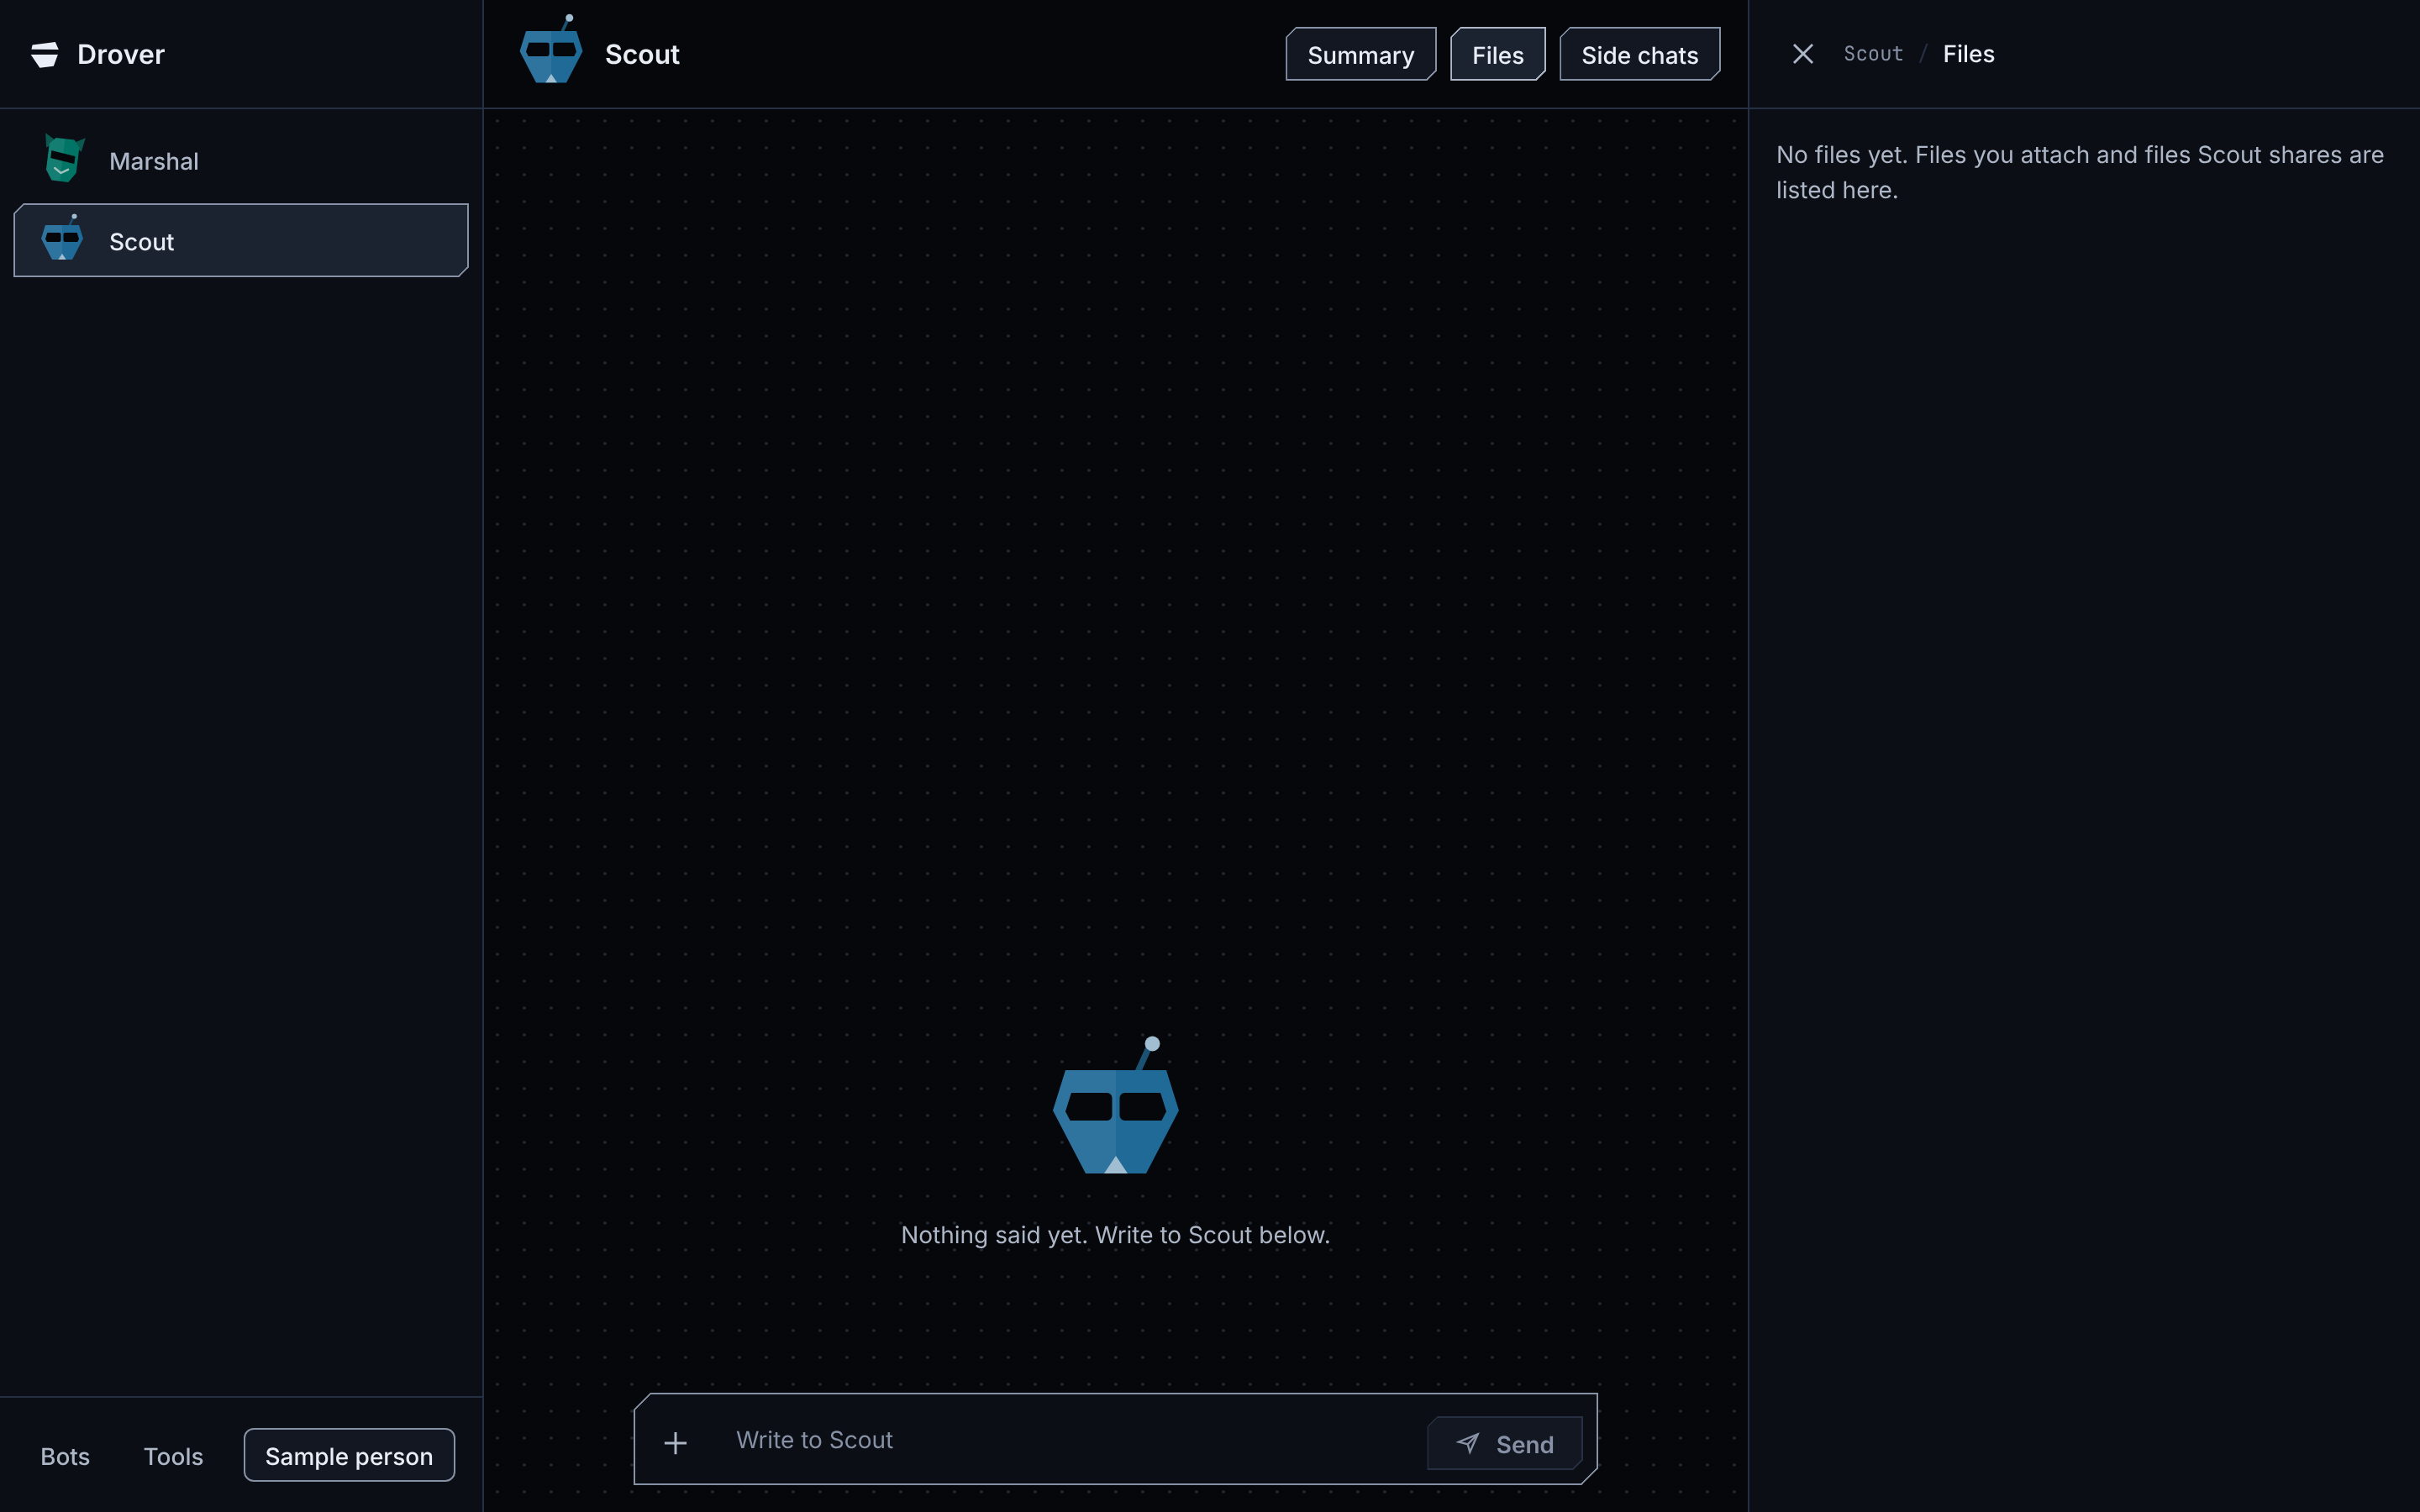 Drover
Marshal
Scout
Bots
Tools
Sample person
Scout
Summary
Files
Side chats
Nothing said yet. Write to Scout below.
Write to Scout
Send
Scout / Files
No files yet. Files you attach and files Scout shares are
listed here.